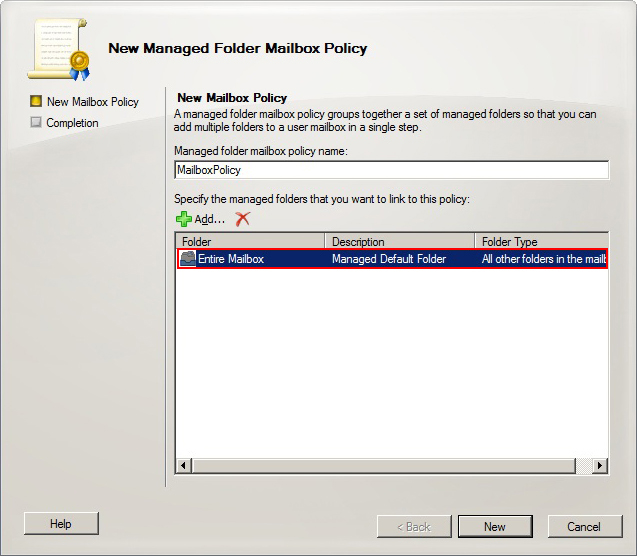 New Managed Folder Mailbox Policy
New Mailbox Policy
Completion
New Mailbox Policy
A managed folder mailbox policy groups together a set of managed folders so that you can
add multiple folders to a user mailbox in a single step.
Managed folder mailbox policy name:
MailboxPolicy
Specify the managed folders that you want to link to this policy:
Add...
Folder Description Folder Type
Entire Mailbox Managed Default Folder All other folders in the mailb
Help < Back New Cancel